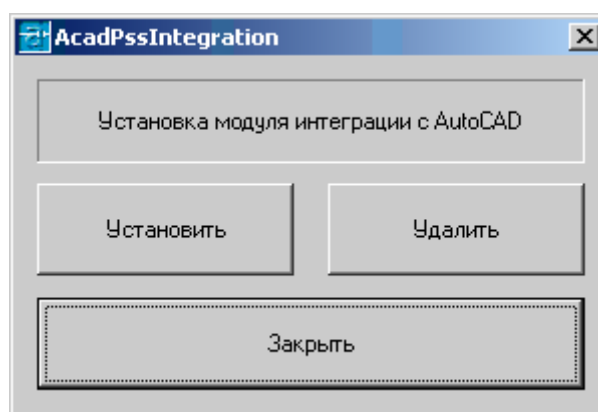 AcadPssIntegration
Установка модуля интеграции с AutoCAD
Установить
Удалить
Закрыть